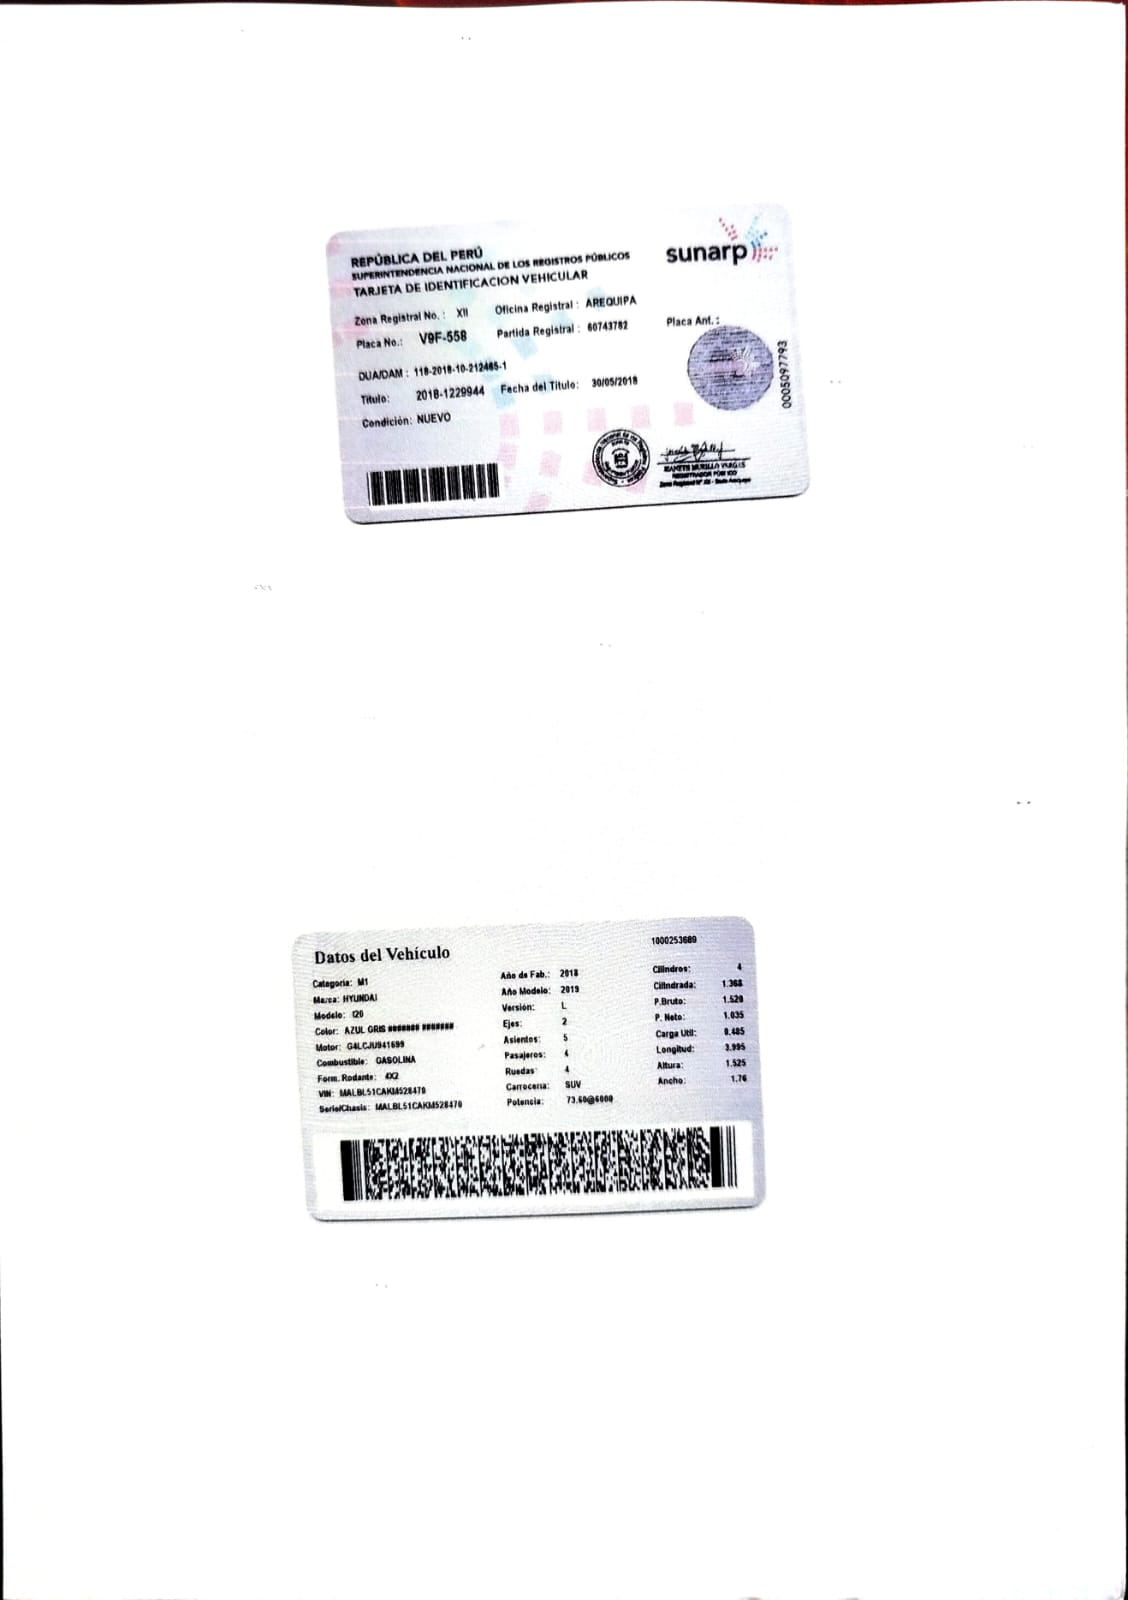 REPÚBLICA DEL PERÚ
SUPERINTENDENCIA NACIONAL DE LOS REGISTROS PÚBLICOS
TARJETA DE IDENTIFICACION VEHICULAR
sunarp
Zona Registral No. : XII Oficina Registral : AREQUIPA
Placa No.: V9F-558 Partida Registral : 60743782 Placa Ant. :
DUA/DAM : 118-2018-10-212465-1
Título: 2018-1229944 Fecha del Título: 30/05/2018
Condición: NUEVO
0005097793
REGISTRADOR PÚBLICO
Datos del Vehículo 1000253689
Categoria: M1 Año de Fab.: 2018 Cilindros: 4
Marca: HYUNDAI Año Modelo: 2019 Cilindrada: 1.368
Modelo: i20 Versión: L P.Bruto: 1.520
Color: AZUL GRIS ####### ####### Ejes: 2 P. Neto: 1.035
Motor: G4LCJU941699 Asientos: 5 Carga Util: 0.485
Combustible: GASOLINA Pasajeros: 4 Longitud: 3.995
Form. Rodante: 4X2 Ruedas 4 Altura: 1.525
VIN: MALBL51CAKM528470 Carroceria: SUV Ancho: 1.76
Serie/Chasis: MALBL51CAKM528470 Potencia: 73.60@6000